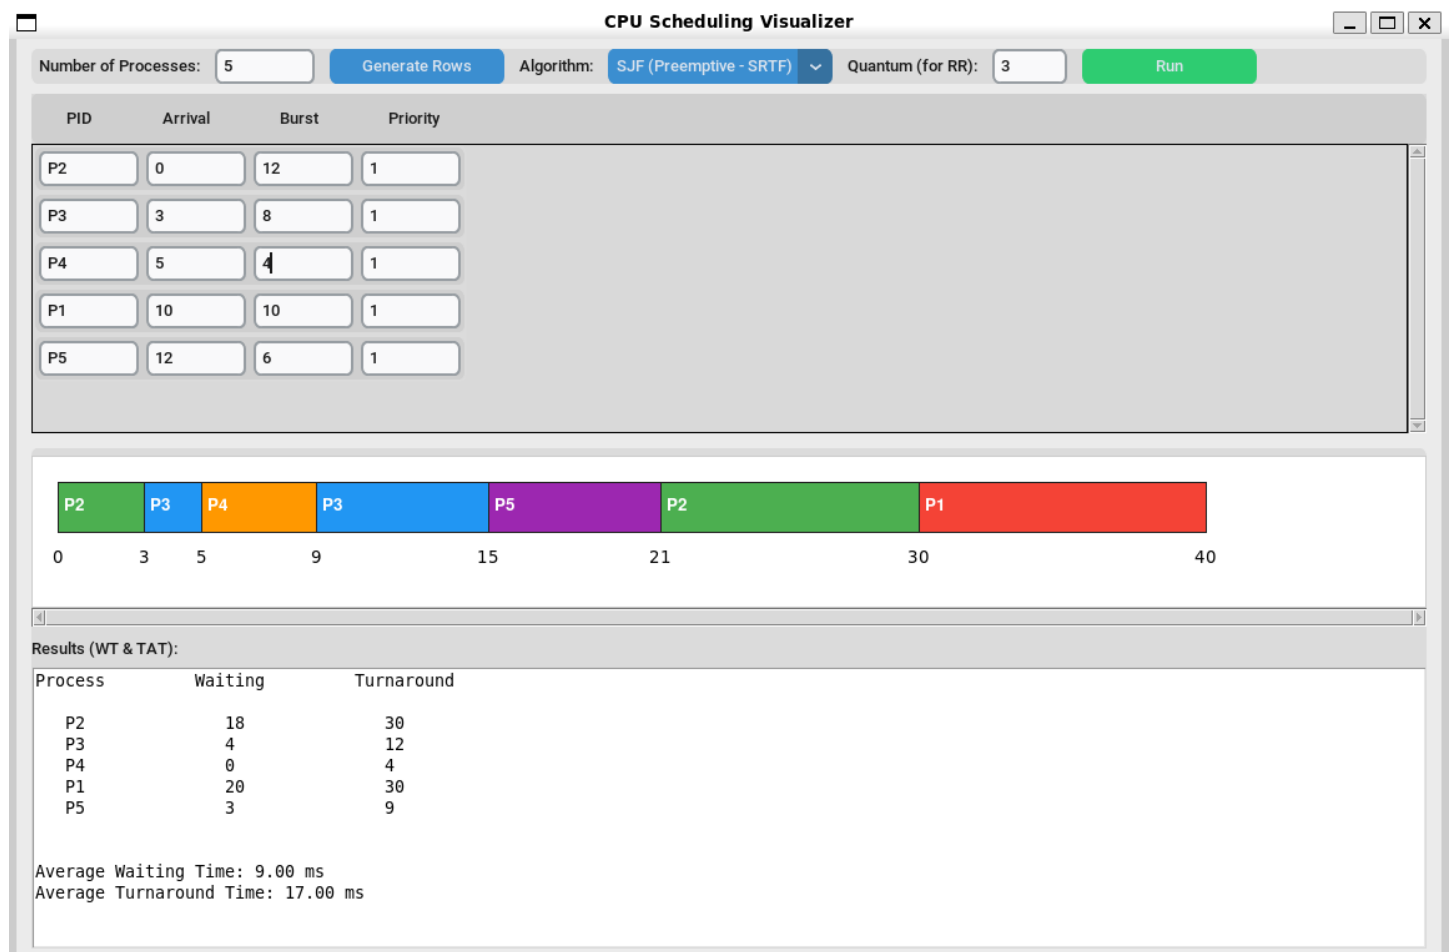 CPU Scheduling Visualizer
Number of Processes: 5 Generate Rows Algorithm: SJF (Preemptive - SRTF) Quantum (for RR): 3 Run
PID Arrival Burst Priority
P2 0 12 1
P3 3 8 1
P4 5 4 1
P1 10 10 1
P5 12 6 1
P2 P3 P4 P3 P5 P2 P1
0 3 5 9 15 21 30 40
Results (WT & TAT):
Process Waiting Turnaround
P2 18 30
P3 4 12
P4 0 4
P1 20 30
P5 3 9
Average Waiting Time: 9.00 ms
Average Turnaround Time: 17.00 ms